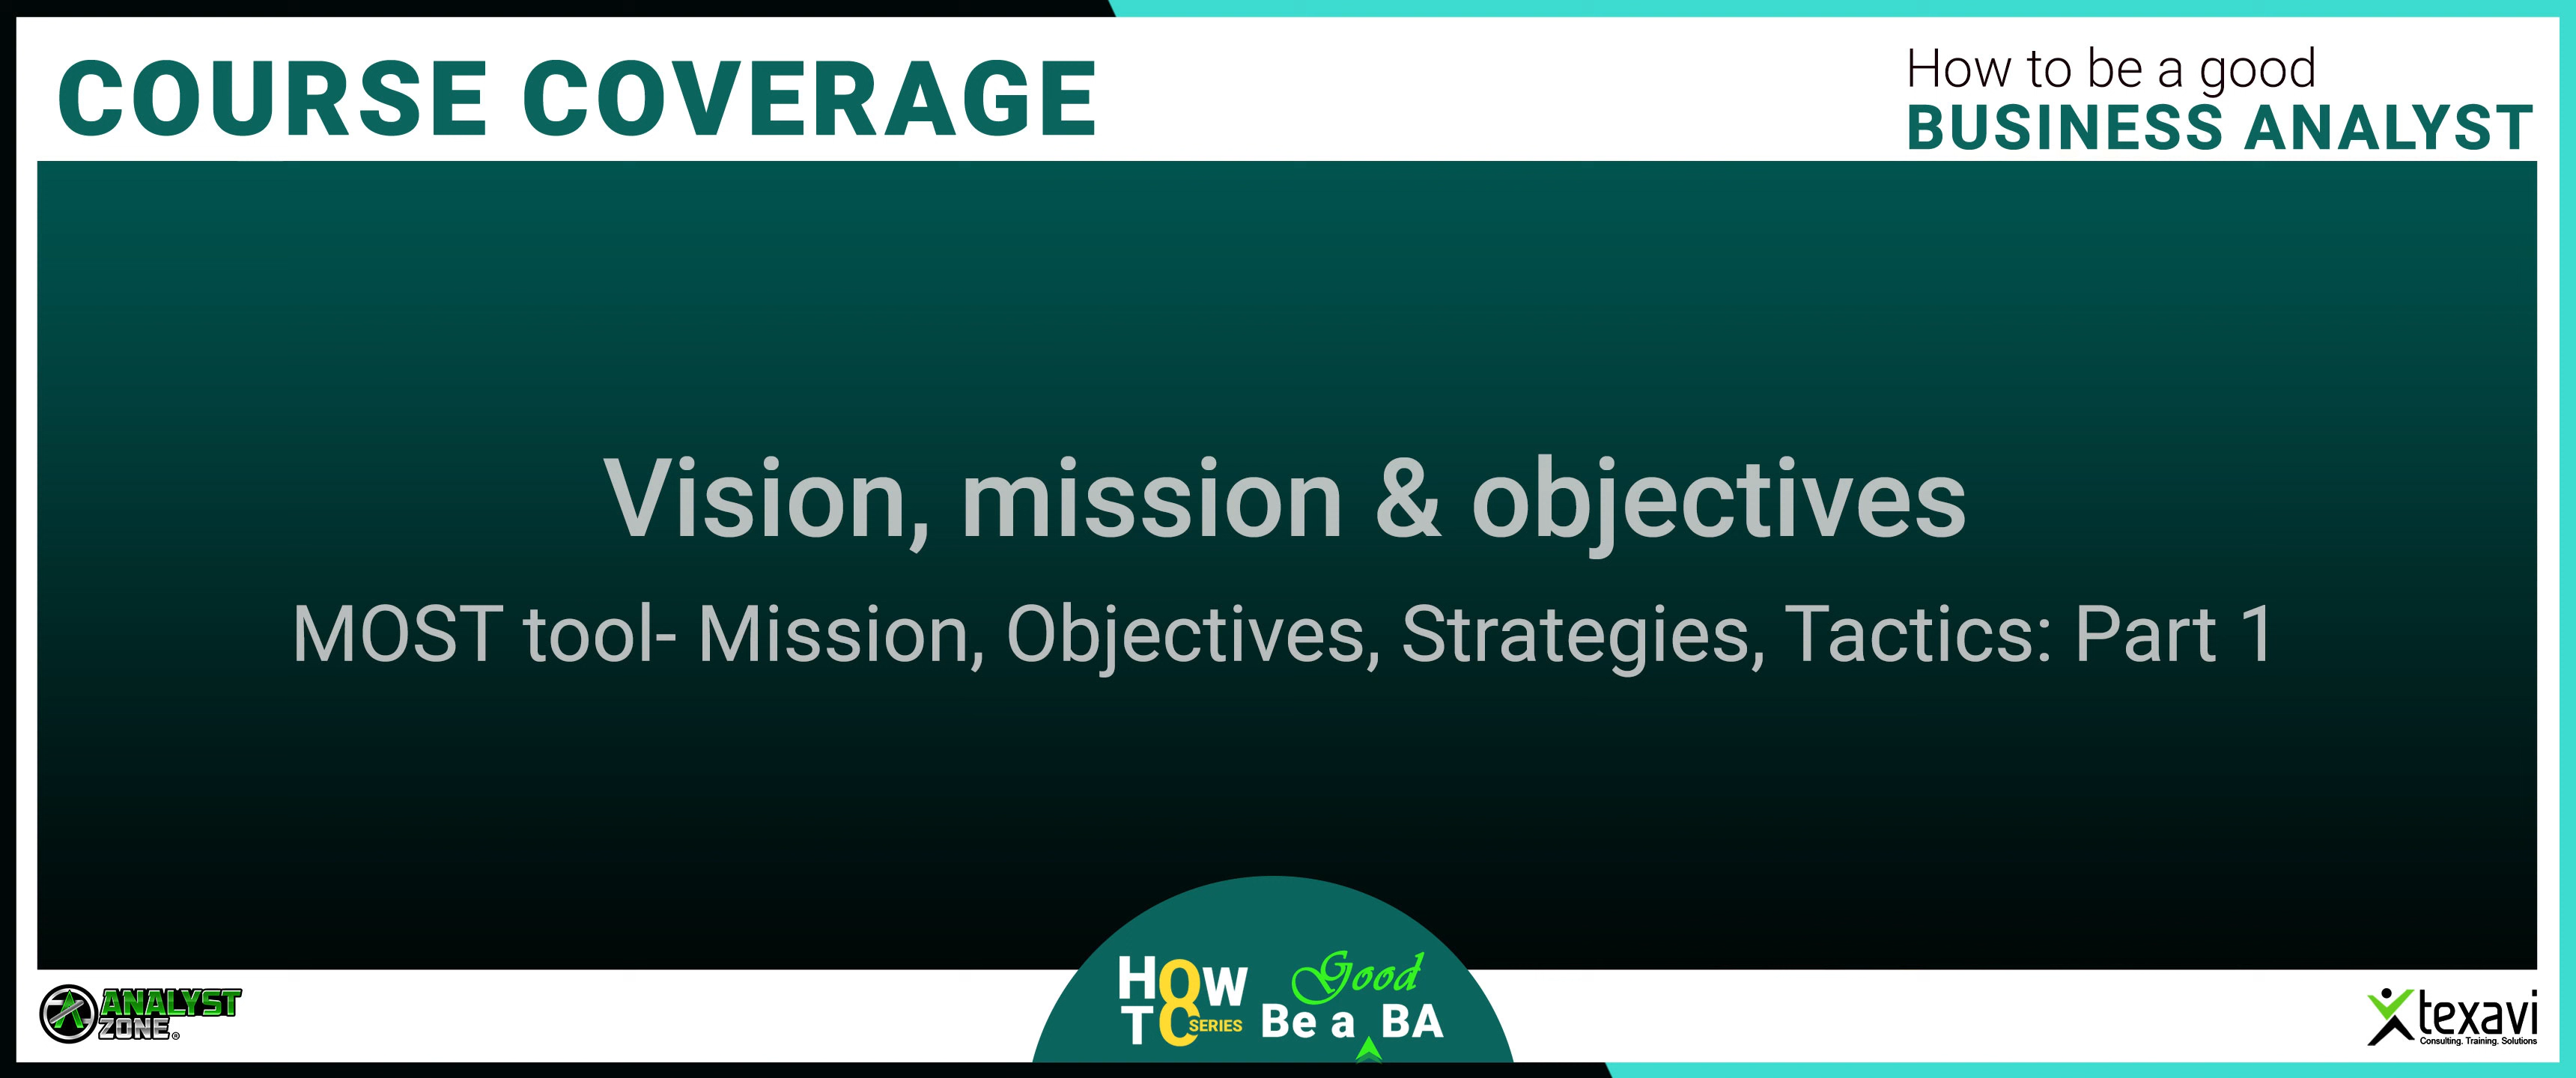 COURSE COVERAGE
How to be a good
BUSINESS ANALYST
Vision, mission & objectives
MOST tool- Mission, Objectives, Strategies, Tactics: Part 1
ANALYST
ZONE ®
HOW
TO SERIES
Good
Be a BA
texavi
Consulting. Training. Solutions